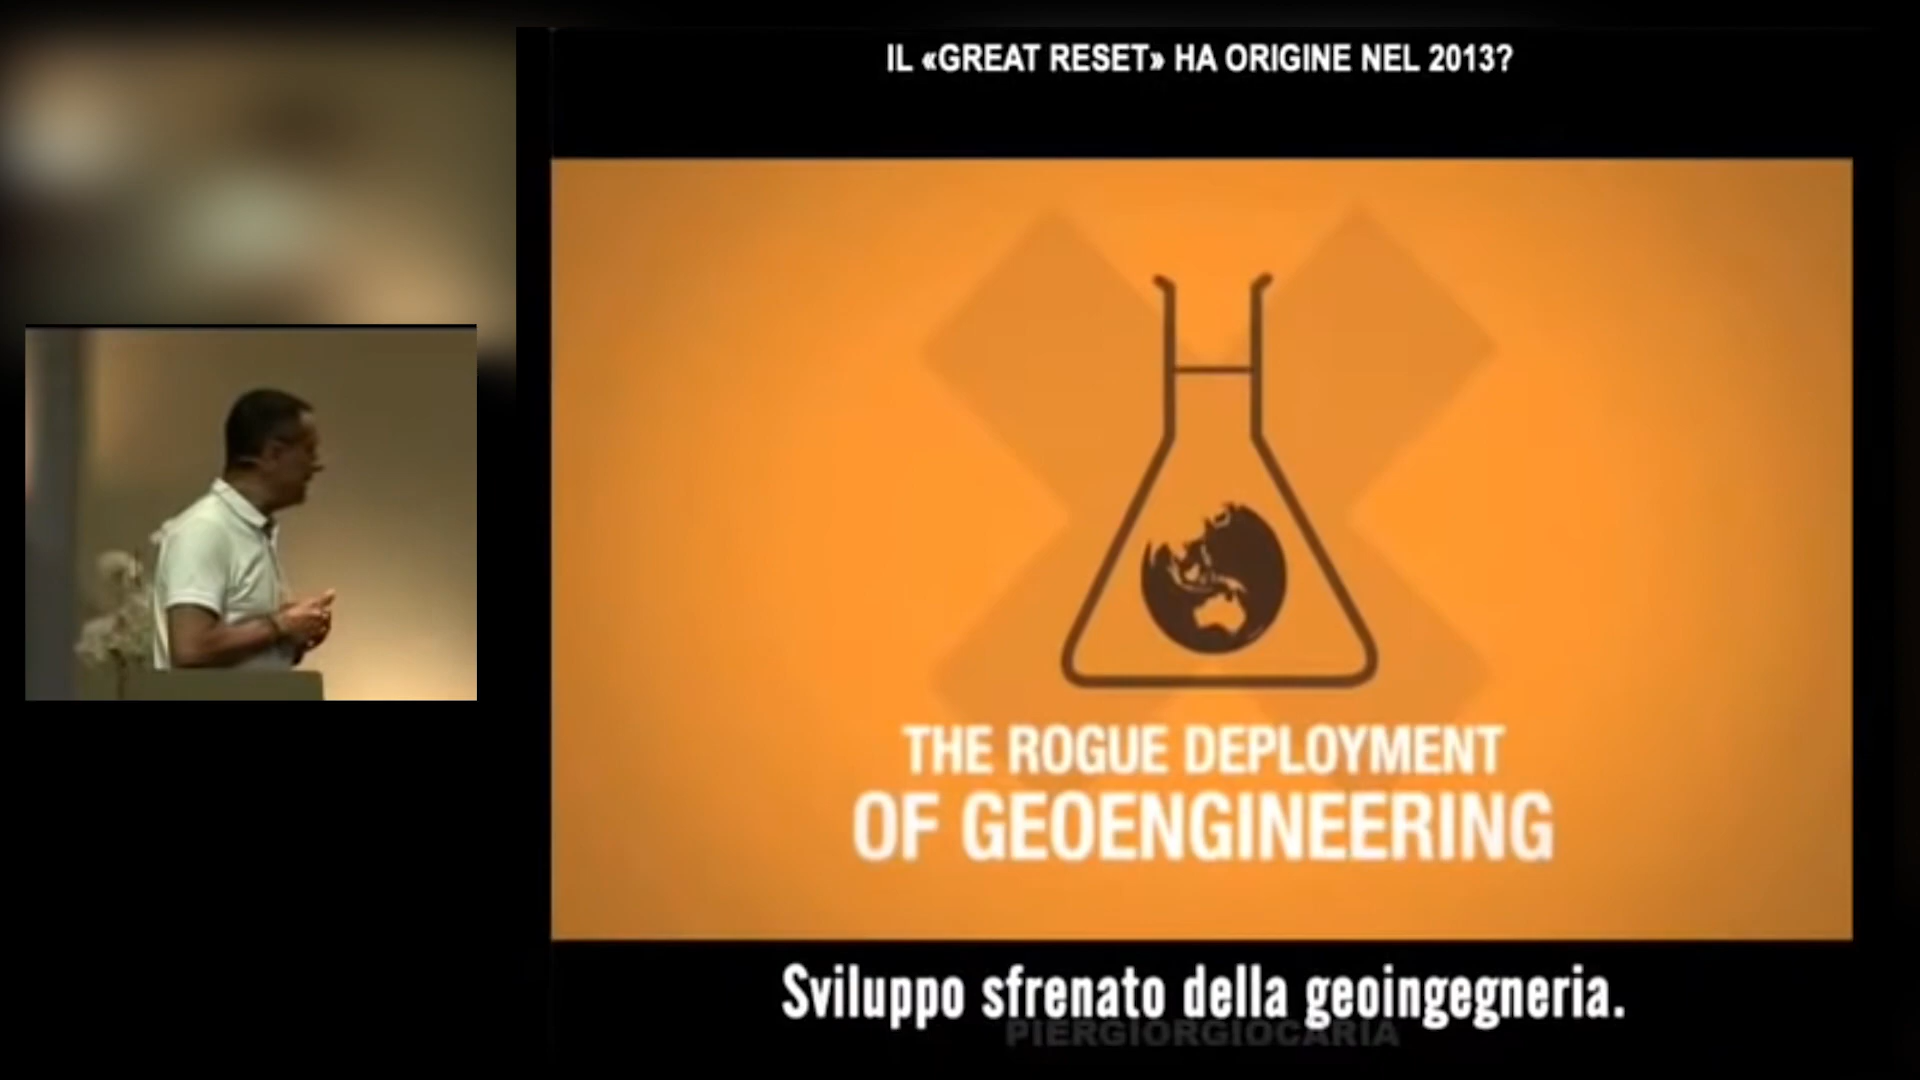 IL «GREAT RESET» HA ORIGINE NEL 2013?
THE ROGUE DEPLOYMENT
OF GEOENGINEERING
Sviluppo sfrenato della geoingegneria.
PIERGIORGIOCARIA